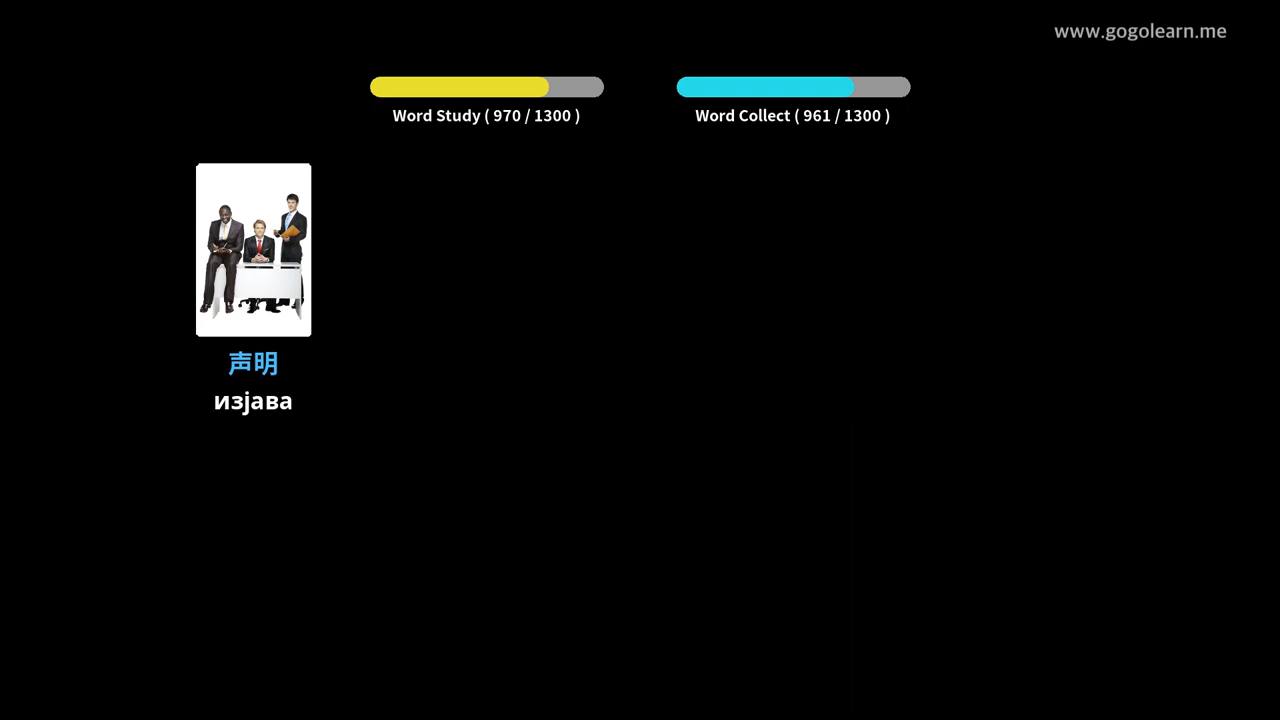 www.gogolearn.me
Word Study ( 970 / 1300 )
Word Collect ( 961 / 1300 )
声明
изјава